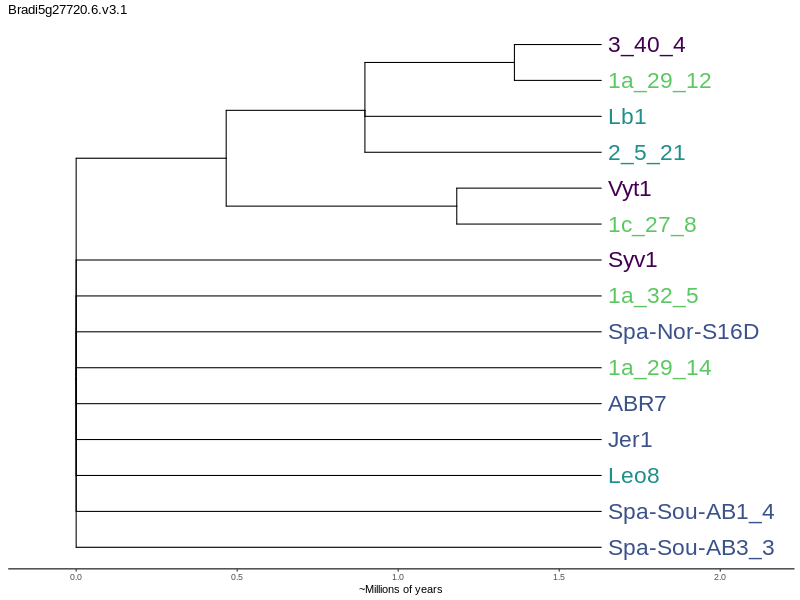 Bradi5g27720.6.v3.1
3_40_4
1a_29_12
Lb1
2_5_21
Vyt1
1c_27_8
Syv1
1a_32_5
Spa-Nor-S16D
1a_29_14
ABR7
Jer1
Leo8
Spa-Sou-AB1_4
Spa-Sou-AB3_3
0.0 0.5 1.0 1.5 2.0
~Millions of years